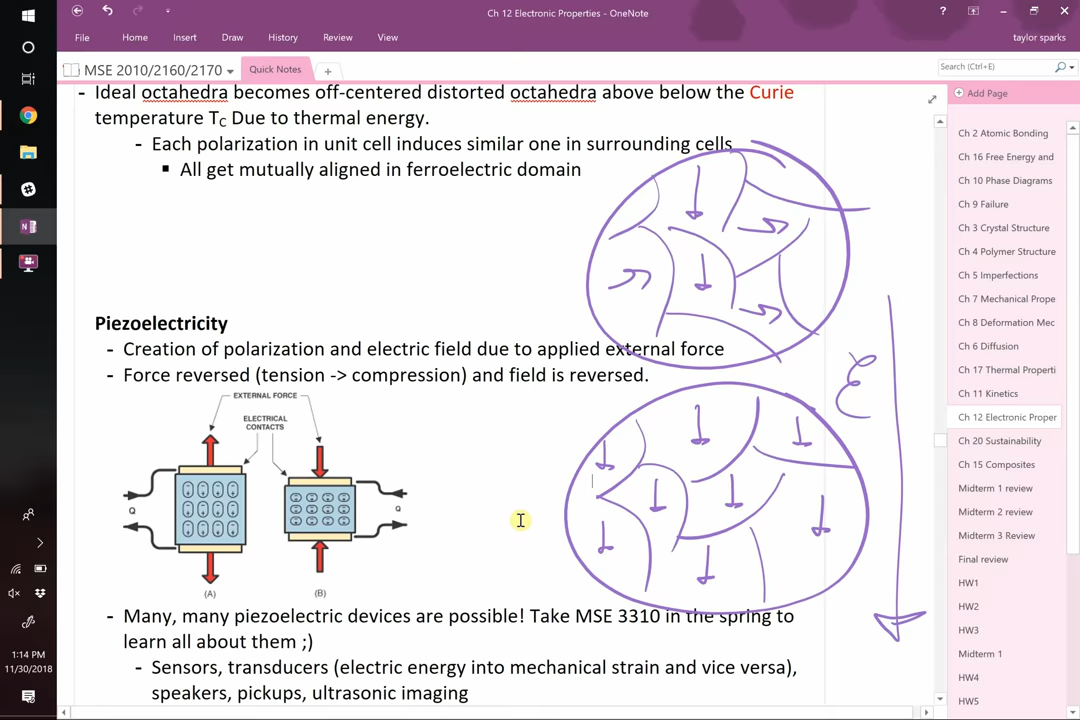 Ch 12 Electronic Properties - OneNote
?
File Home Insert Draw History Review View
taylor sparks
MSE 2010/2160/2170
Quick Notes
+
Search (Ctrl+E)
- Ideal octahedra becomes off-centered distorted octahedra above below the Curie
temperature TC Due to thermal energy.
- Each polarization in unit cell induces similar one in surrounding cells
▪ All get mutually aligned in ferroelectric domain
Piezoelectricity
- Creation of polarization and electric field due to applied external force
- Force reversed (tension -> compression) and field is reversed.
EXTERNAL FORCE
ELECTRICAL
CONTACTS
Q
Q
(A)
(B)
ℰ
- Many, many piezoelectric devices are possible! Take MSE 3310 in the spring to
learn all about them ;)
- Sensors, transducers (electric energy into mechanical strain and vice versa),
speakers, pickups, ultrasonic imaging
Add Page
Ch 2 Atomic Bonding
Ch 16 Free Energy and
Ch 10 Phase Diagrams
Ch 9 Failure
Ch 3 Crystal Structure
Ch 4 Polymer Structure
Ch 5 Imperfections
Ch 7 Mechanical Prope
Ch 8 Deformation Mec
Ch 6 Diffusion
Ch 17 Thermal Properti
Ch 11 Kinetics
Ch 12 Electronic Proper
Ch 20 Sustainability
Ch 15 Composites
Midterm 1 review
Midterm 2 review
Midterm 3 Review
Final review
HW1
HW2
HW3
Midterm 1
HW4
HW5
1:14 PM
11/30/2018